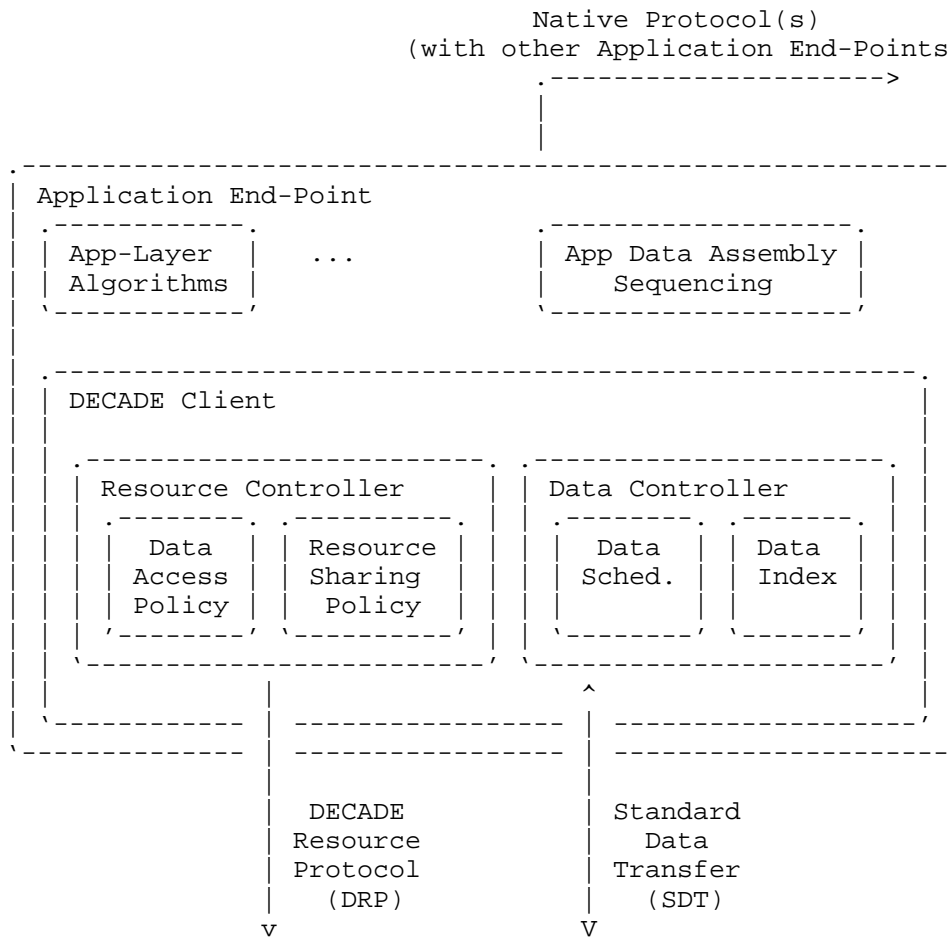 Native Protocol(s)
(with other Application End-Points
Application End-Point
App-Layer ... App Data Assembly
Algorithms Sequencing
DECADE Client
Resource Controller Data Controller
Data Resource Data Data
Access Sharing Sched. Index
Policy Policy
DECADE Standard
Resource Data
Protocol Transfer
(DRP) (SDT)
v V